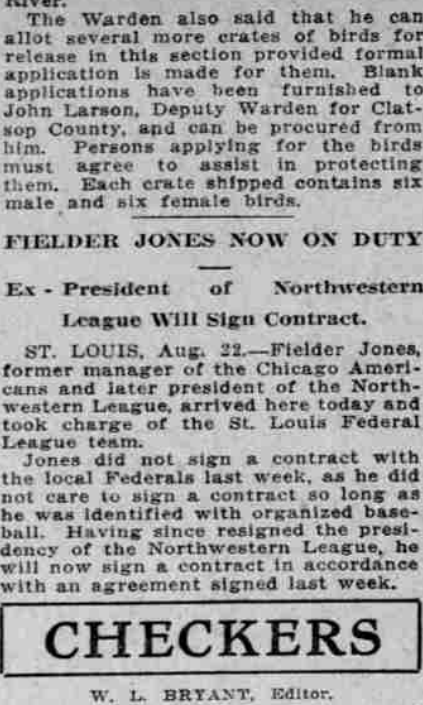 River.
The Warden also said that he can
allot several more crates of birds for
release in this section provided formal
application is made for them. Blank
applications have been furnished to
John Larson, Deputy Warden for Clat-
sop County, and can be procured from
him. Persons applying for the birds
must agree to assist in protecting
them. Each crate shipped contains six
male and six female birds.
FIELDER JONES NOW ON DUTY
Ex - President of Northwestern
League Will Sign Contract.
ST. LOUIS, Aug. 22.—Fielder Jones,
former manager of the Chicago Ameri-
cans and later president of the North-
western League, arrived here today and
took charge of the St. Louis Federal
League team.
Jones did not sign a contract with
the local Federals last week, as he did
not care to sign a contract so long as
he was identified with organized base-
ball. Having since resigned the presi-
dency of the Northwestern League, he
will now sign a contract in accordance
with an agreement signed last week.
CHECKERS
W. L. BRYANT, Editor.